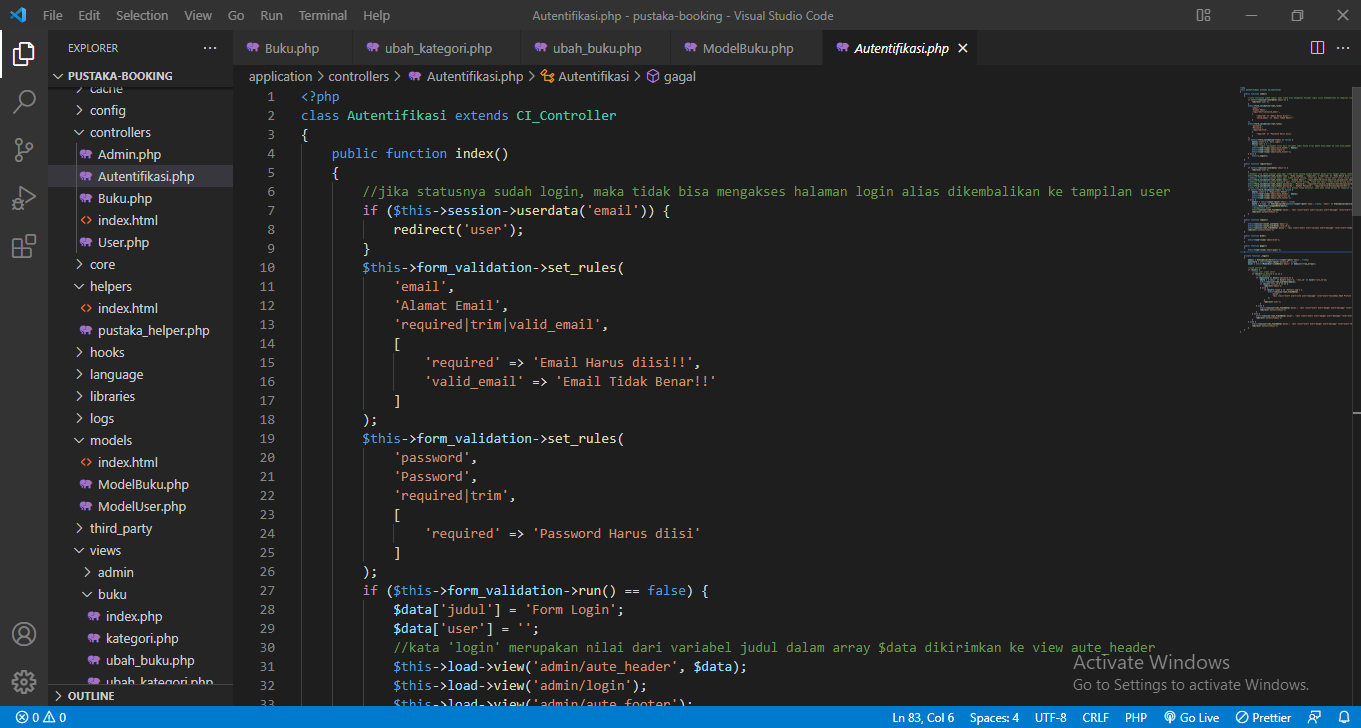 File Edit Selection View Go Run Terminal Help
Autentifikasi.php - pustaka-booking - Visual Studio Code
EXPLORER
PUSTAKA-BOOKING
cache
config
controllers
Admin.php
Autentifikasi.php
Buku.php
index.html
User.php
core
helpers
index.html
pustaka_helper.php
hooks
language
libraries
logs
models
index.html
ModelBuku.php
ModelUser.php
third_party
views
admin
buku
index.php
kategori.php
ubah_buku.php
ubah_kategori.php
OUTLINE
Buku.php ubah_kategori.php ubah_buku.php ModelBuku.php Autentifikasi.php
application > controllers > Autentifikasi.php > Autentifikasi > gagal
1 <?php
2 class Autentifikasi extends CI_Controller
3 {
4 public function index()
5 {
6 //jika statusnya sudah login, maka tidak bisa mengakses halaman login alias dikembalikan ke tampilan user
7 if ($this->session->userdata('email')) {
8 redirect('user');
9 }
10 $this->form_validation->set_rules(
11 'email',
12 'Alamat Email',
13 'required|trim|valid_email',
14 [
15 'required' => 'Email Harus diisi!!',
16 'valid_email' => 'Email Tidak Benar!!'
17 ]
18 );
19 $this->form_validation->set_rules(
20 'password',
21 'Password',
22 'required|trim',
23 [
24 'required' => 'Password Harus diisi'
25 ]
26 );
27 if ($this->form_validation->run() == false) {
28 $data['judul'] = 'Form Login';
29 $data['user'] = '';
30 //kata 'login' merupakan nilai dari variabel judul dalam array $data dikirimkan ke view aute_header
31 $this->load->view('admin/aute_header', $data);
32 $this->load->view('admin/login');
33 $this->load->view('admin/aute_footer');
Activate Windows
Go to Settings to activate Windows.
0 0 Ln 83, Col 6 Spaces: 4 UTF-8 CRLF PHP Go Live Prettier